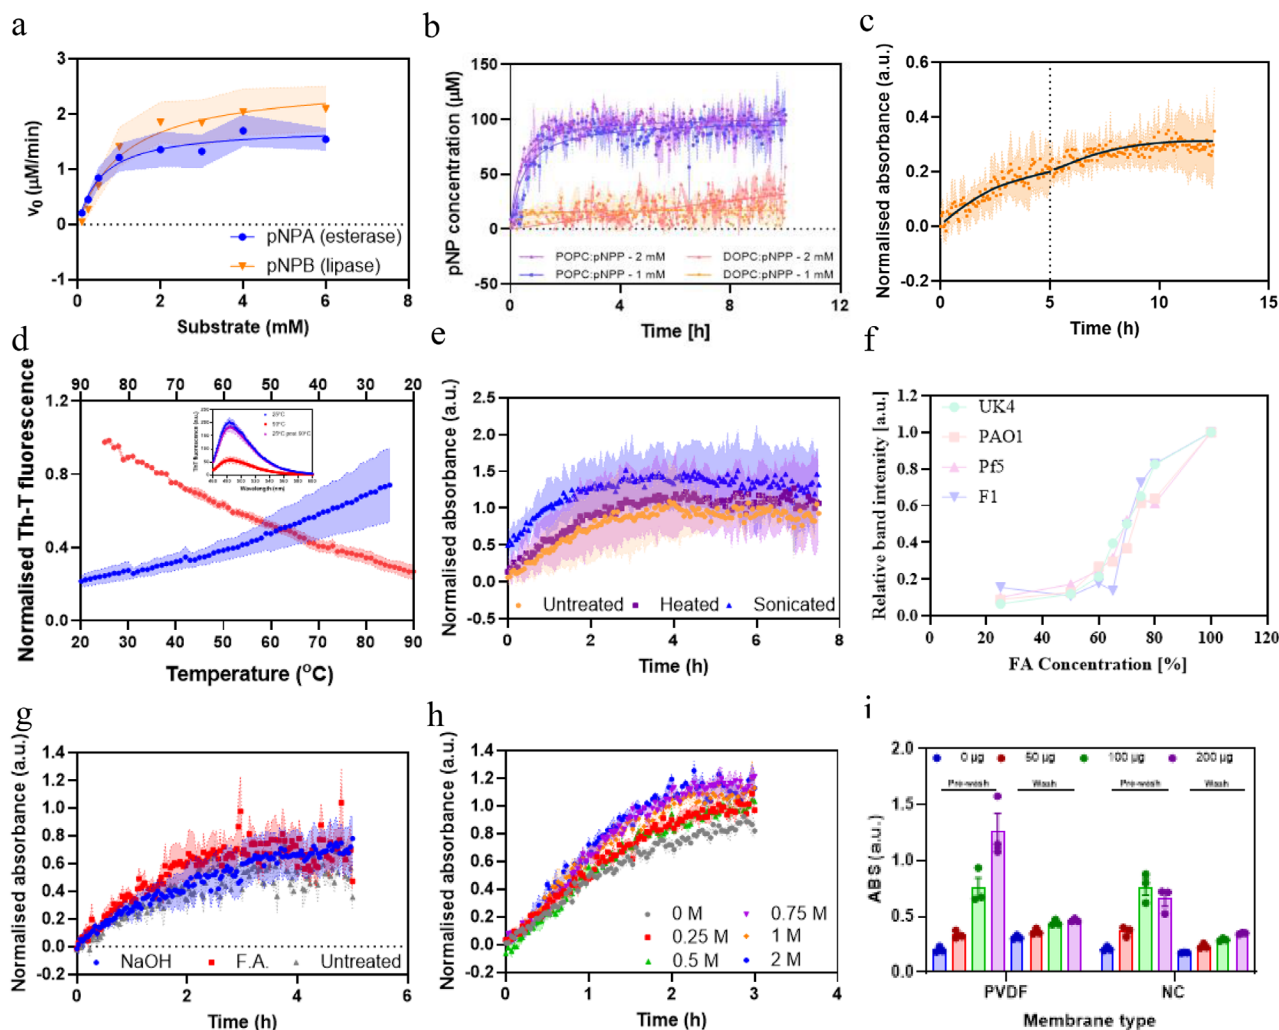 a
3
2
1
0
-1
0
2
4
6
8
v₀ (μM/min)
Substrate (mM)
pNPA (esterase)
pNPB (lipase)
b
150
100
50
0
-50
0
4
8
12
pNP concentration (μM)
Time [h]
POPC:pNPP - 2 mM
POPC:pNPP - 1 mM
DOPC:pNPP - 2 mM
DOPC:pNPP - 1 mM
c
0.6
0.4
0.2
0.0
-0.2
0
5
10
15
Normalised absorbance (a.u.)
Time (h)
d
90 80 70 60 50 40 30 20
1.2
0.8
0.4
0.0
20 30 40 50 60 70 80 90
Normalised Th-T fluorescence
Temperature (°C)
25°C
Wavelength (nm)
e
2.5
2.0
1.5
1.0
0.5
0.0
-0.5
0 2 4 6 8
Normalised absorbance (a.u.)
Untreated
Heated
Sonicated
Time (h)
f
1.2
1.0
0.8
0.6
0.4
0.2
0.0
0 20 40 60 80 100 120
Relative band intensity [a.u.]
UK4
PAO1
Pf5
F1
FA Concentration [%]
g
1.4
1.2
1.0
0.8
0.6
0.4
0.2
0.0
-0.2
0 2 4 6
Normalised absorbance (a.u.)
NaOH
F.A.
Untreated
Time (h)
h
1.4
1.2
1.0
0.8
0.6
0.4
0.2
0.0
-0.2
0 1 2 3 4
Normalised absorbance (a.u.)
0 M
0.25 M
0.5 M
0.75 M
1 M
2 M
Time (h)
i
2.0
1.5
1.0
0.5
0.0
ABS (a.u.)
0 μg
50 μg
100 μg
200 μg
Pre-wash
Wash
Pre-wash
Wash
PVDF
NC
Membrane type